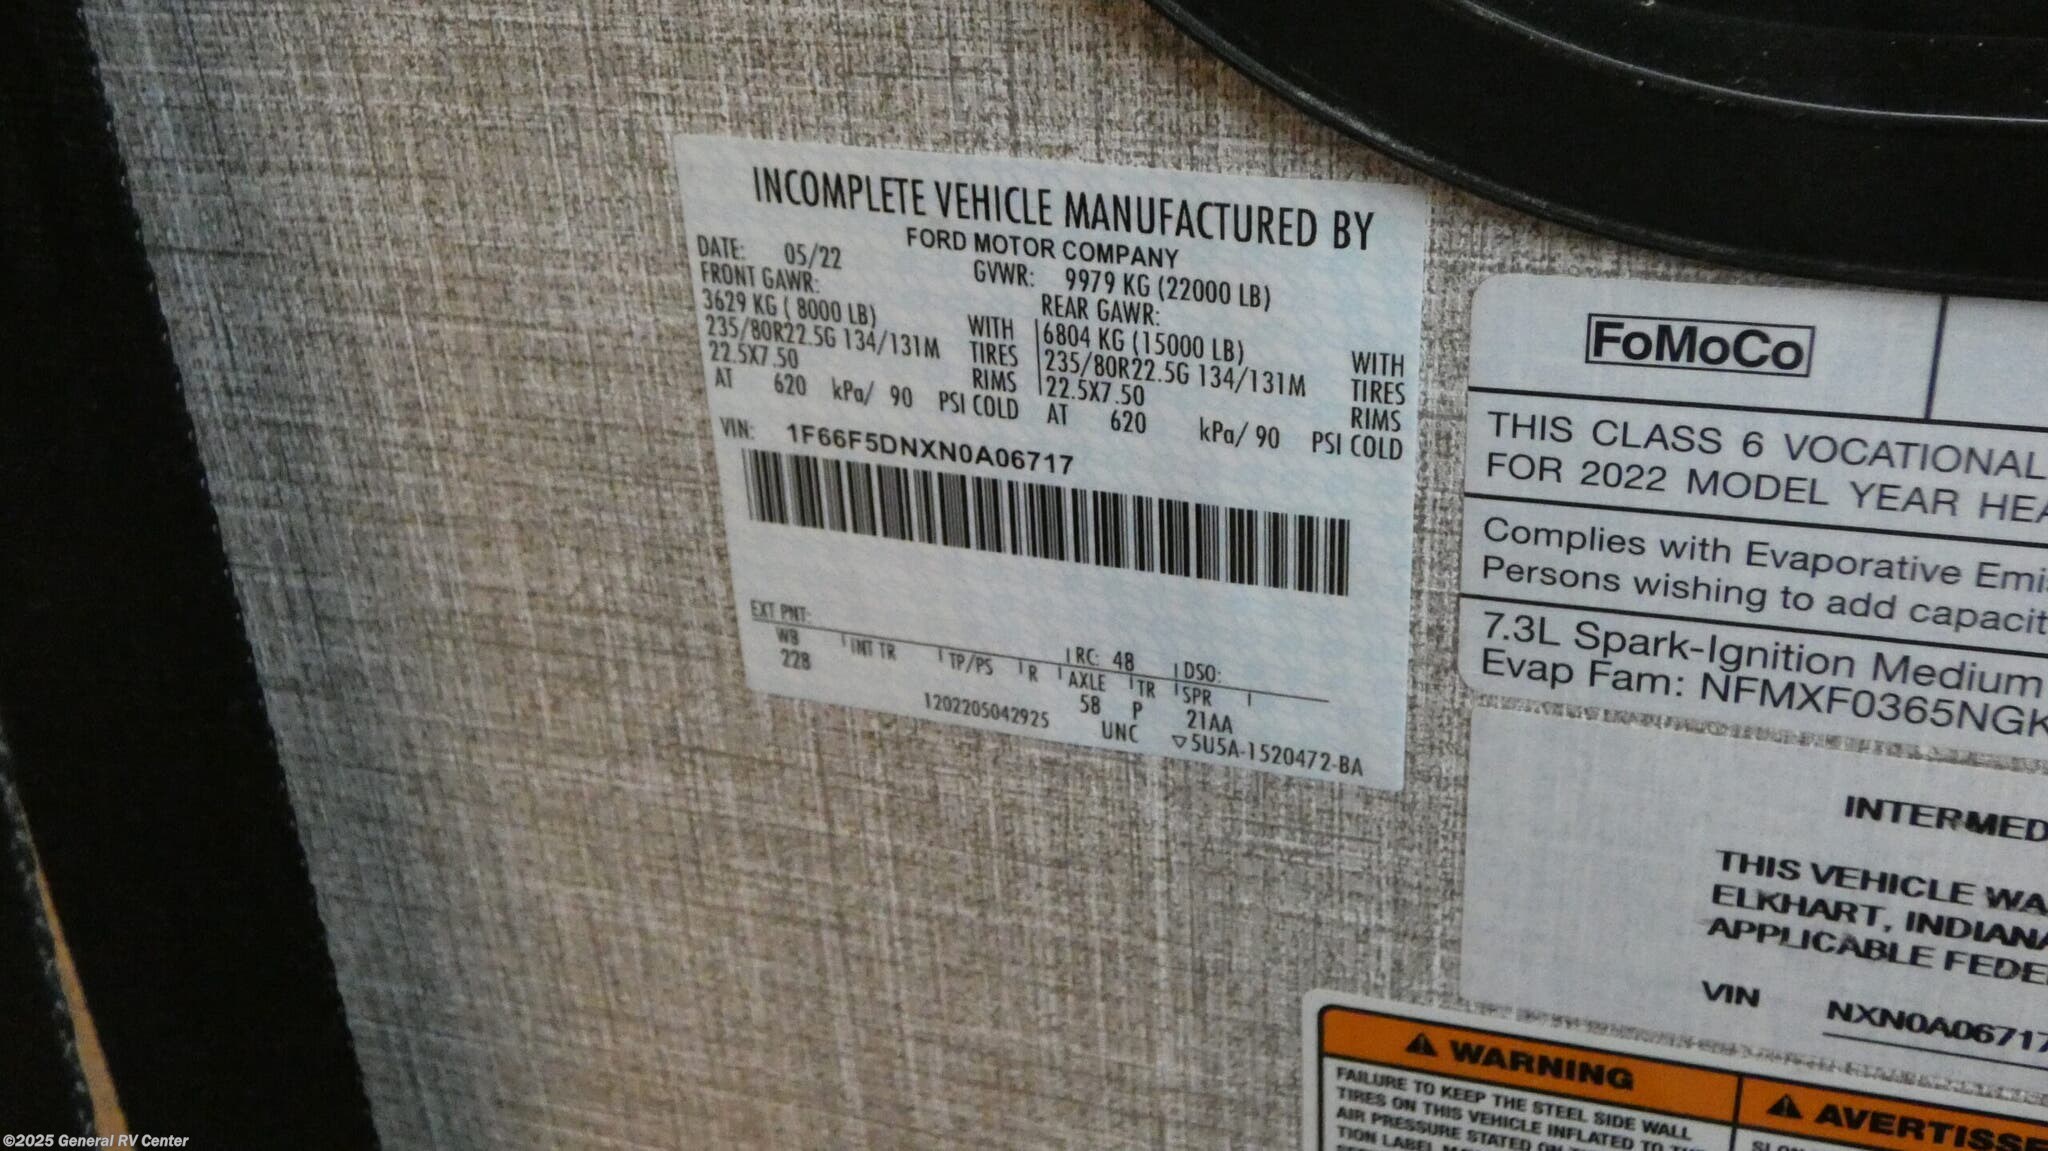 INCOMPLETE VEHICLE MANUFACTURED BY
FORD MOTOR COMPANY
DATE: 05/22 GVWR: 9979 KG (22000 LB)
FRONT GAWR: REAR GAWR:
3629 KG ( 8000 LB) WITH 6804 KG (15000 LB) WITH
235/80R22.5G 134/131M TIRES 235/80R22.5G 134/131M TIRES
22.5X7.50 RIMS 22.5X7.50 RIMS
AT 620 kPa/ 90 PSI COLD AT 620 kPa/ 90 PSI COLD
VIN: 1F66F5DNXN0A06717
EXT PNT: RC: 48 DSO:
WB INT TR TP/PS R AXLE TR SPR
228 58 P 21AA
1202205042925 UNC ▽5U5A-1520472-BA
FoMoCo
THIS CLASS 6 VOCATIONAL
FOR 2022 MODEL YEAR HEA
Complies with Evaporative Emi
Persons wishing to add capacit
7.3L Spark-Ignition Medium
Evap Fam: NFMXF0365NGK
INTERMED
THIS VEHICLE WA
ELKHART, INDIANA
APPLICABLE FEDE
VIN NXN0A06717
⚠ WARNING
FAILURE TO KEEP THE STEEL SIDE WALL
TIRES ON THIS VEHICLE INFLATED TO
AIR PRESSURE STATED ON
TION LABEL
⚠ AVERTISSE
©2025 General RV Center